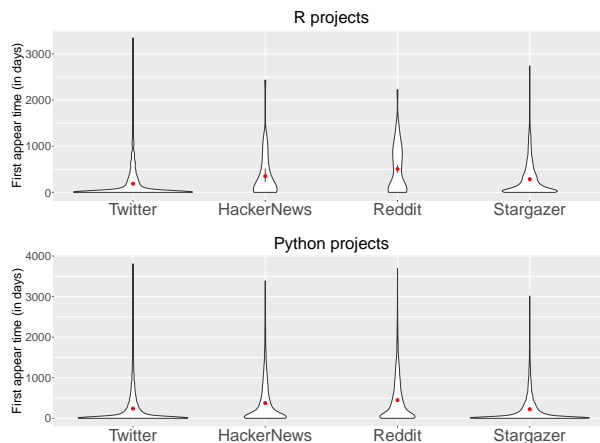 R projects
First appear time (in days)
3000
2000
1000
0
Twitter HackerNews Reddit Stargazer
Python projects
First appear time (in days)
4000
3000
2000
1000
0
Twitter HackerNews Reddit Stargazer